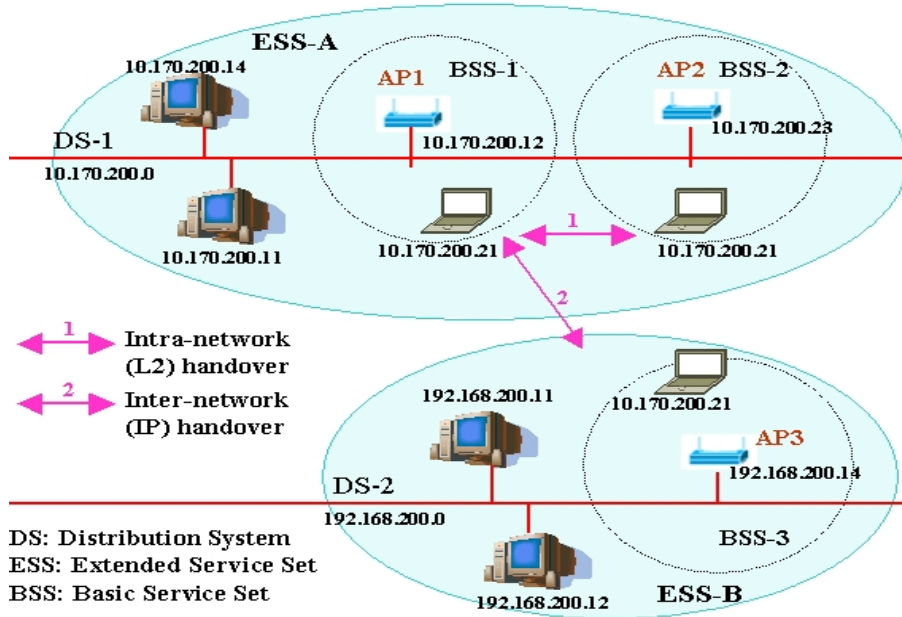 ESS-A
10.170.200.14
AP1
BSS-1
AP2
BSS-2
10.170.200.12
10.170.200.23
DS-1
10.170.200.0
10.170.200.11
10.170.200.21
1
10.170.200.21
2
1
Intra-network
(L2) handover
2
Inter-network
(IP) handover
10.170.200.21
192.168.200.11
AP3
192.168.200.14
DS-2
192.168.200.0
BSS-3
192.168.200.12
ESS-B
DS: Distribution System
ESS: Extended Service Set
BSS: Basic Service Set